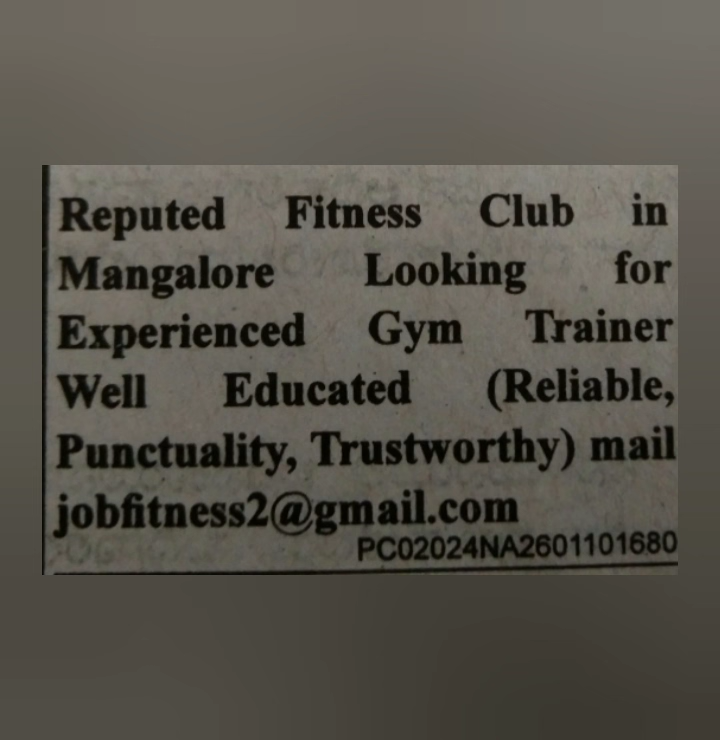 Reputed Fitness Club in
Mangalore Looking for
Experienced Gym Trainer
Well Educated (Reliable,
Punctuality, Trustworthy) mail
jobfitness2@gmail.com
PC02024NA2601101680